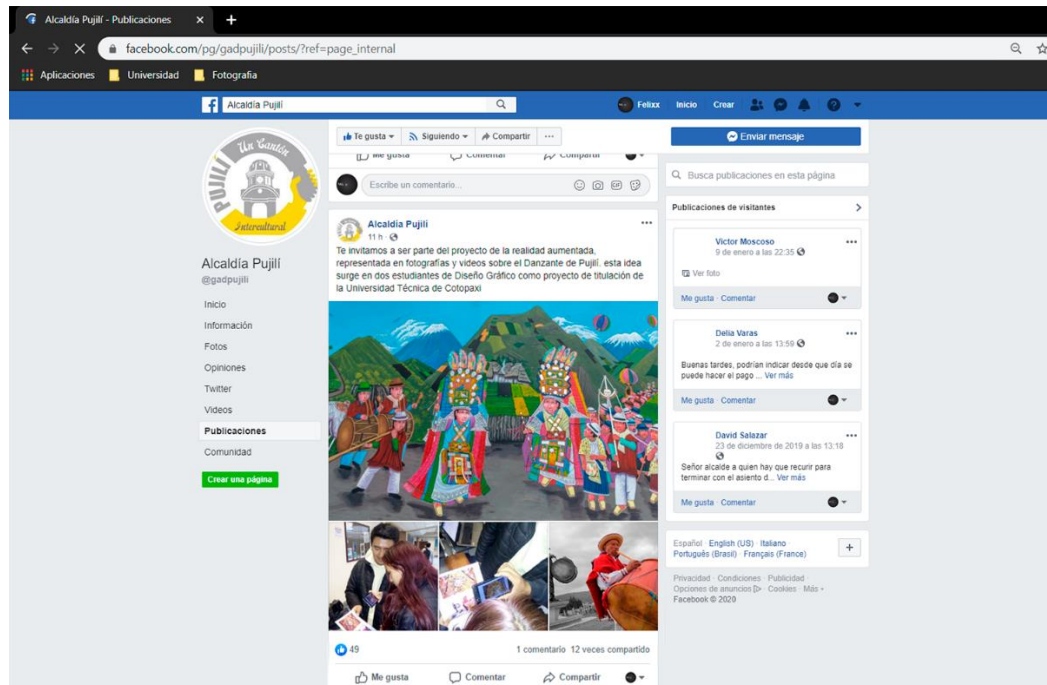 Alcaldía Pujilí - Publicaciones
facebook.com/pg/gadpujili/posts/?ref=page_internal
Aplicaciones
Universidad
Fotografia
Alcaldía Pujilí
Felixx
Inicio
Crear
Un Cantón
PUJILÍ
Intercultural
Alcaldía Pujilí
@gadpujili
Inicio
Información
Fotos
Opiniones
Twitter
Videos
Publicaciones
Comunidad
Crear una página
Te gusta
Siguiendo
Compartir
Me gusta
Comentar
Compartir
Escribe un comentario...
GIF
Alcaldía Pujilí
11 h ·
Te invitamos a ser parte del proyecto de la realidad aumentada,
representada en fotografías y videos sobre el Danzante de Pujilí. esta idea
surge en dos estudiantes de Diseño Gráfico como proyecto de titulación de
la Universidad Técnica de Cotopaxi
49
1 comentario 12 veces compartido
Me gusta
Comentar
Compartir
Enviar mensaje
Busca publicaciones en esta página
Publicaciones de visitantes
Victor Moscoso
9 de enero a las 22:35
Ver foto
Me gusta · Comentar
Delia Varas
2 de enero a las 13:59
Buenas tardes, podrían indicar desde que día se
puede hacer el pago ... Ver más
Me gusta · Comentar
David Salazar
23 de diciembre de 2019 a las 13:18
Señor alcalde a quien hay que recurir para
terminar con el asiento d... Ver más
Me gusta · Comentar
Español · English (US) · Italiano ·
Português (Brasil) · Français (France)
Privacidad · Condiciones · Publicidad ·
Opciones de anuncios · Cookies · Más
Facebook © 2020